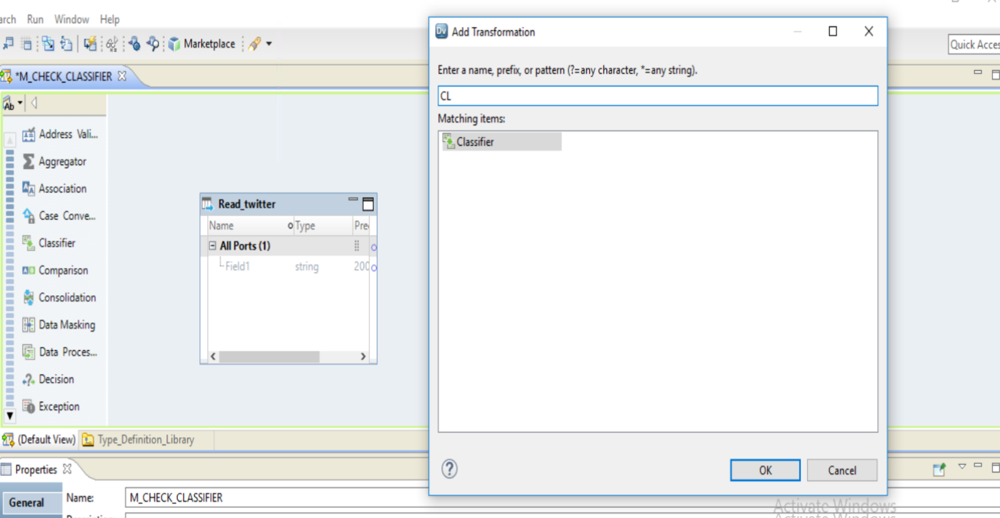 Run Window Help
Marketplace
Quick Acces
*M_CHECK_CLASSIFIER
Ab
Address Vali...
Aggregator
Association
Case Conve...
Classifier
Comparison
Consolidation
Data Masking
Data Proces...
Decision
Exception
Read_twitter
Name Type Pre
All Ports (1)
Field1 string 200
Dv Add Transformation
Enter a name, prefix, or pattern (?=any character, *=any string).
CL
Matching items:
Classifier
OK Cancel
(Default View) Type_Definition_Library
Properties
General
Name: M_CHECK_CLASSIFIER
Activate Windows